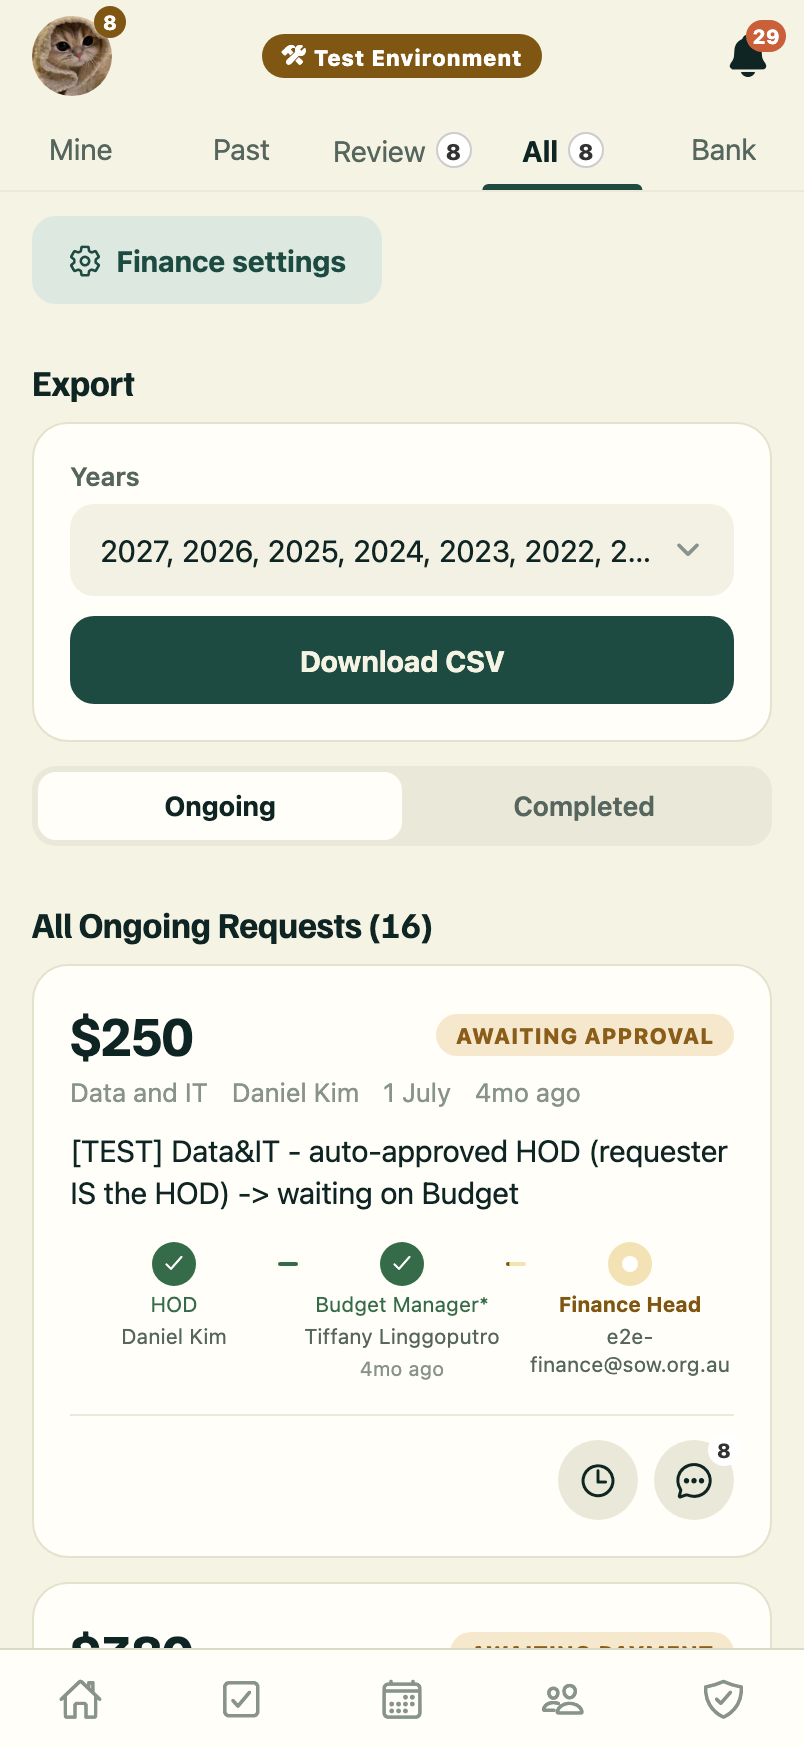 8
Test Environment
29
Mine
Past
Review 8
All 8
Bank
Finance settings
Export
Years
2027, 2026, 2025, 2024, 2023, 2022, 2...
Download CSV
Ongoing
Completed
All Ongoing Requests (16)
$250
AWAITING APPROVAL
Data and IT Daniel Kim 1 July 4mo ago
[TEST] Data&IT - auto-approved HOD (requester
IS the HOD) -> waiting on Budget
HOD
Daniel Kim
Budget Manager*
Tiffany Linggoputro
4mo ago
Finance Head
e2e-
finance@sow.org.au
8
$380
AWAITING PAYMENT